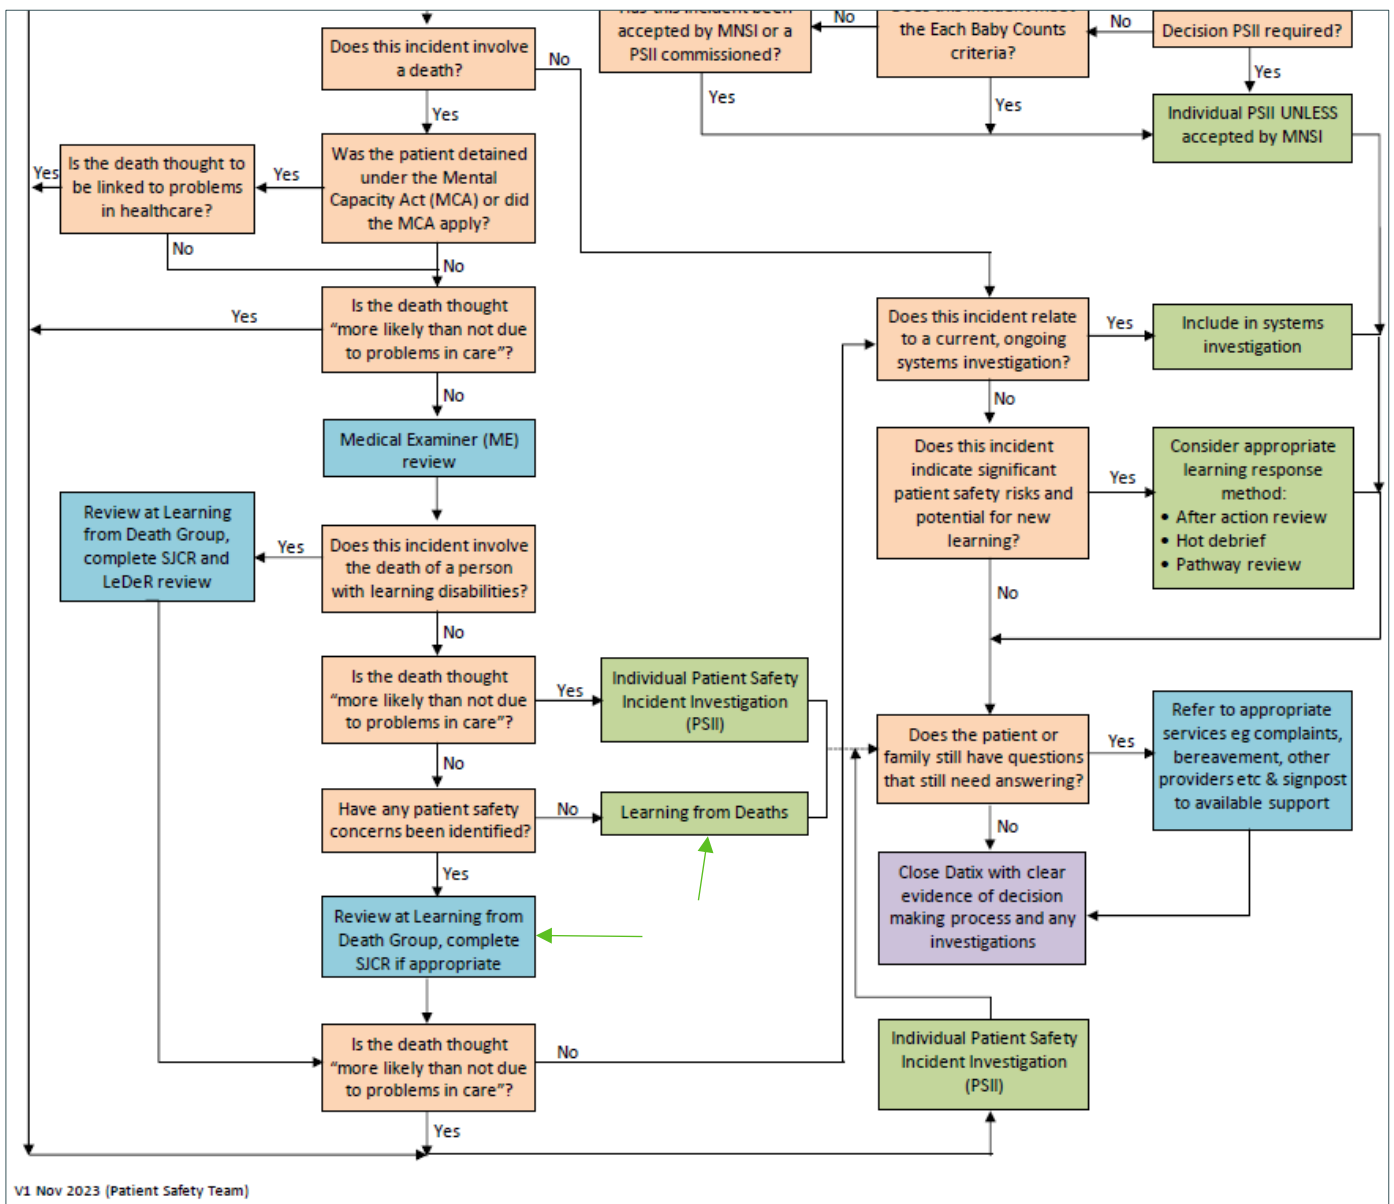 Has this incident been
accepted by MNSI or a
PSII commissioned?
No
the Each Baby Counts
criteria?
No
Decision PSII required?
Does this incident involve
a death?
No
Yes
Yes
Yes
Yes
Individual PSII UNLESS
accepted by MNSI
Is the death thought to
be linked to problems
in healthcare?
Yes
Yes
Was the patient detained
under the Mental
Capacity Act (MCA) or did
the MCA apply?
No
No
Is the death thought
“more likely than not due
to problems in care”?
Yes
No
Does this incident relate
to a current, ongoing
systems investigation?
Yes
Include in systems
investigation
No
Medical Examiner (ME)
review
Does this incident
indicate significant
patient safety risks and
potential for new
learning?
Yes
Consider appropriate
learning response
method:
• After action review
• Hot debrief
• Pathway review
No
Review at Learning
from Death Group,
complete SJCR and
LeDeR review
Yes
Does this incident involve
the death of a person
with learning disabilities?
No
Is the death thought
“more likely than not due
to problems in care”?
Yes
Individual Patient Safety
Incident Investigation
(PSII)
No
Does the patient or
family still have questions
that still need answering?
Yes
Refer to appropriate
services eg complaints,
bereavement, other
providers etc & signpost
to available support
No
Have any patient safety
concerns been identified?
No
Learning from Deaths
Yes
Close Datix with clear
evidence of decision
making process and any
investigations
Review at Learning from
Death Group, complete
SJCR if appropriate
Is the death thought
“more likely than not due
to problems in care”?
No
Yes
Individual Patient Safety
Incident Investigation
(PSII)
V1 Nov 2023 (Patient Safety Team)